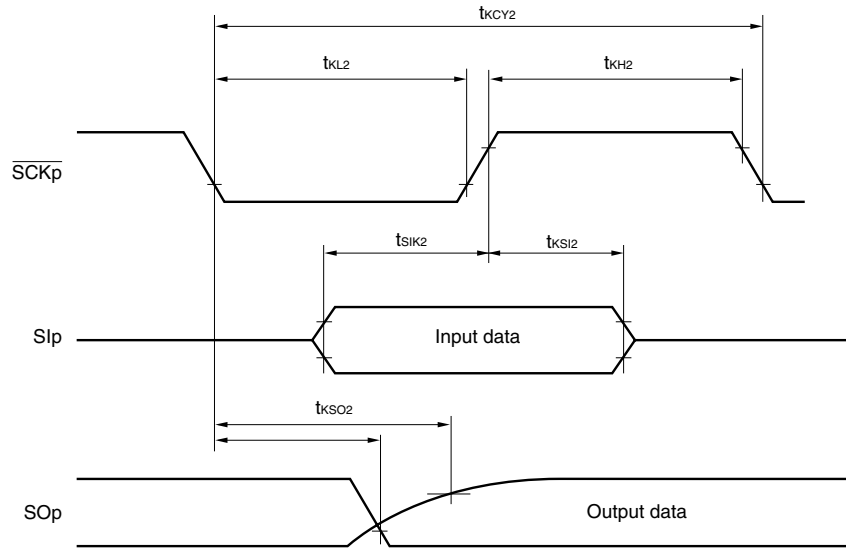 tKCY2
tKL2
tKH2
SCKp
tSIK2
tKSI2
SIp
Input data
tKSO2
SOp
Output data